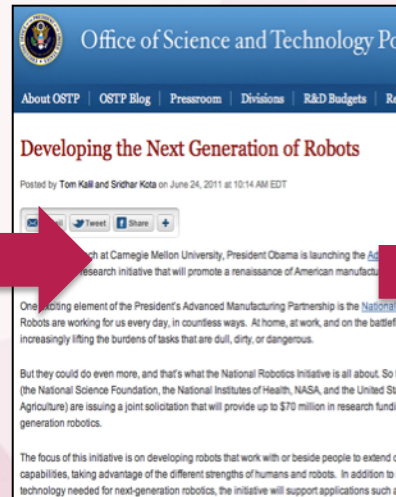 Office of Science and Technology
About OSTP | OSTP Blog | Pressroom | Divisions | R&D Budgets
Developing the Next Generation of Robots
Posted by Tom Kalil and Sridhar Kota on June 24, 2011 at 10:14 AM EDT
Tweet Share +
at Carnegie Mellon University, President Obama is launching the
research initiative that will promote a renaissance of American
One exciting element of the President's Advanced Manufacturing Partnership is the National
Robots are working for us every day, in countless ways. At home, at work, and on the
increasingly lifting the burdens of tasks that are dull, dirty, or dangerous.
But they could do even more, and that's what the National Robotics Initiative is all about. So
(the National Science Foundation, the National Institutes of Health, NASA, and the United
Agriculture) are issuing a joint solicitation that will provide up to $70 million in research
generation robotics.
The focus of this initiative is on developing robots that work with or beside people to extend
capabilities, taking advantage of the different strengths of humans and robots. In addition to
technology needed for next-generation robotics, the initiative will support applications such